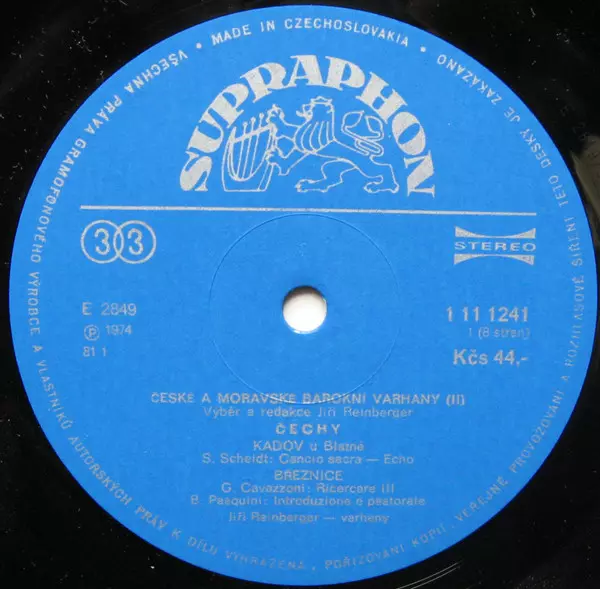 VŠECHNA PRÁVA GRAMOFONOVÉHO VÝROBCE A VLASTNÍKŮ AUTORSKÝCH PRÁV K DÍLU VYHRAZENA. POŘIZOVÁNÍ KOPIÍ, VEŘEJNÉ PROVOZOVÁNÍ A ROZHLASOVÉ ŠÍŘENÍ TÉTO DESKY JE ZAKÁZÁNO
• MADE IN CZECHOSLOVAKIA •
SUPRAPHON
33
STEREO
E 2849
℗ 1974
81 1
1 11 1241
1 (8 stran)
Kčs 44,-
ČESKÉ A MORAVSKÉ BAROKNÍ VARHANY (II)
Výběr a redakce Jiří Reinberger
ČECHY
KADOV u Blatné
S. Scheidt: Cancio sacra — Echo
BŘEZNICE
G. Cavazzoni: Ricercare III
B. Pasquini: Introduzione e pastorale
Jiří Reinberger — varhany